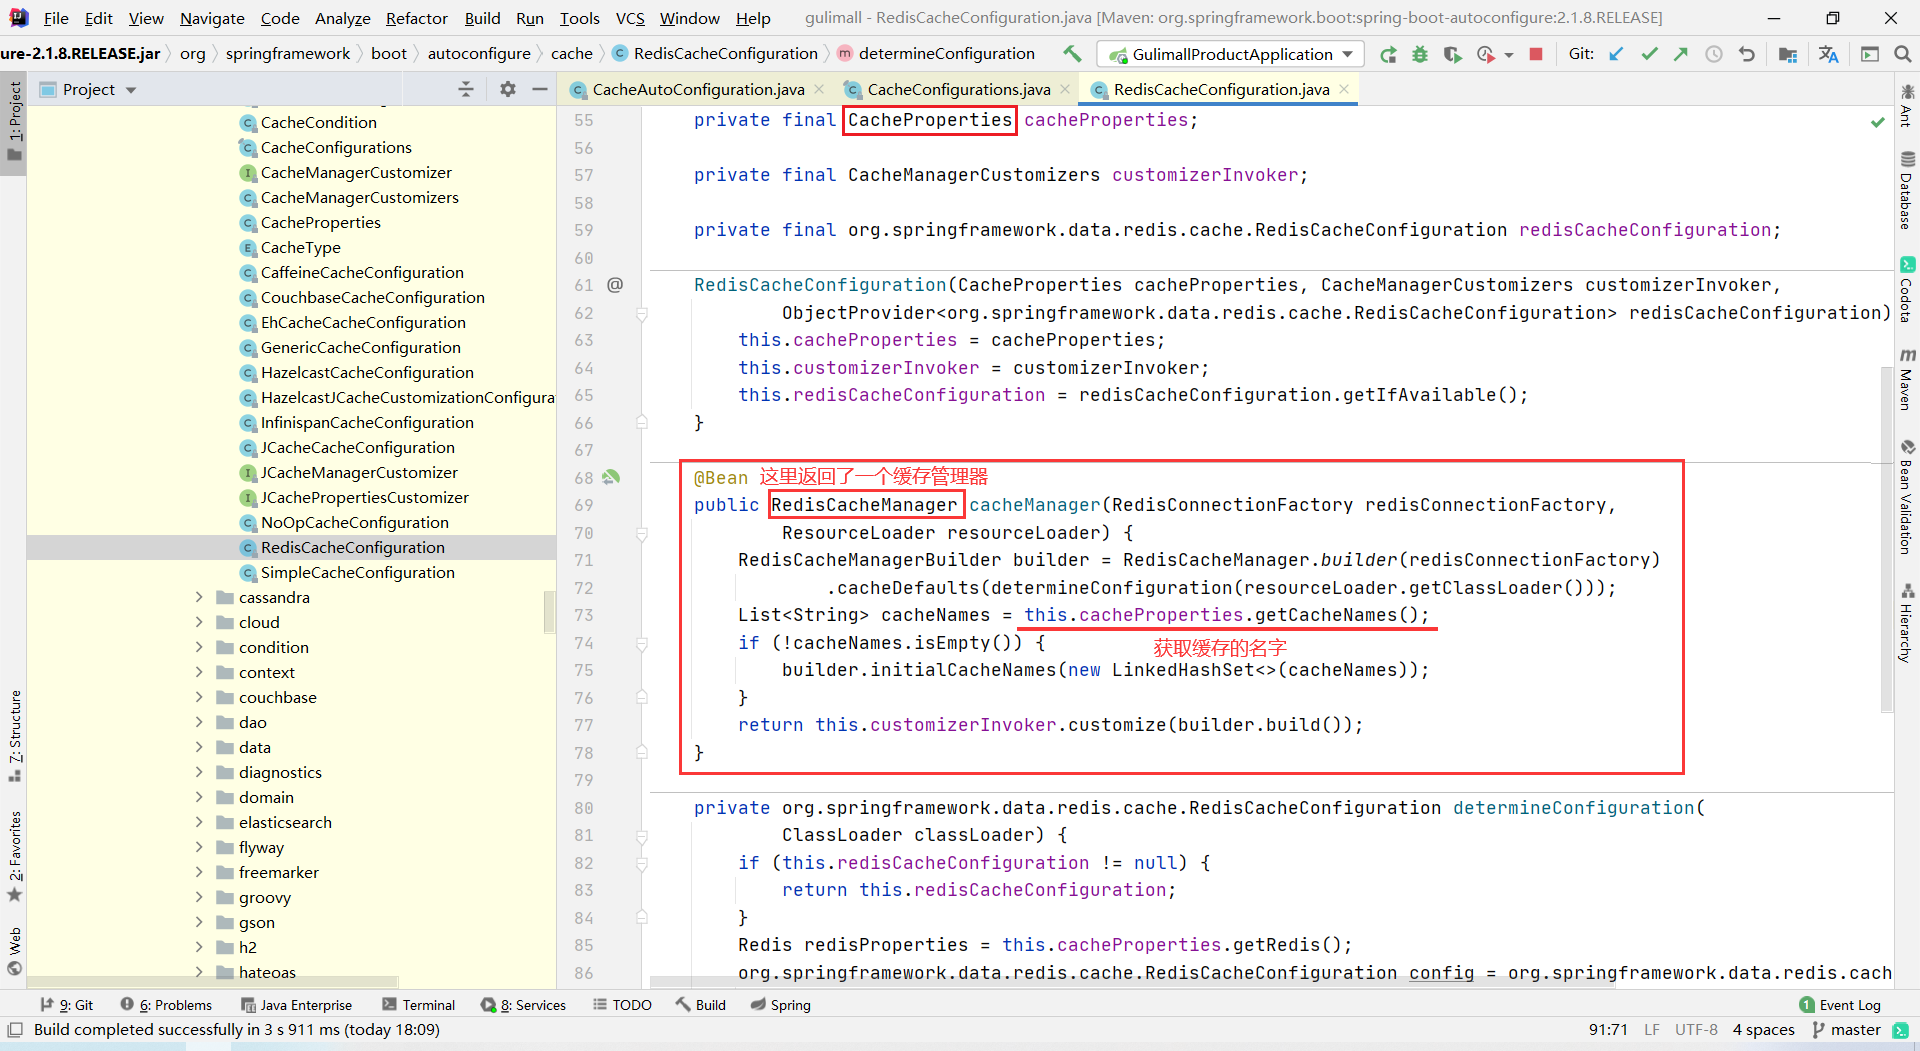 File Edit View Navigate Code Analyze Refactor Build Run Tools VCS Window Help gulimall - RedisCacheConfiguration.java [Maven: org.springframework.boot:spring-boot-autoconfigure:2.1.8.RELEASE]
ure-2.1.8.RELEASE.jar org springframework boot autoconfigure cache RedisCacheConfiguration determineConfiguration GulimallProductApplication Git:
Project
CacheAutoConfiguration.java CacheConfigurations.java RedisCacheConfiguration.java
1: Project
7: Structure
2: Favorites
Web
CacheCondition
CacheConfigurations
CacheManagerCustomizer
CacheManagerCustomizers
CacheProperties
CacheType
CaffeineCacheConfiguration
CouchbaseCacheConfiguration
EhCacheCacheConfiguration
GenericCacheConfiguration
HazelcastCacheConfiguration
HazelcastJCacheCustomizationConfigura
InfinispanCacheConfiguration
JCacheCacheConfiguration
JCacheManagerCustomizer
JCachePropertiesCustomizer
NoOpCacheConfiguration
RedisCacheConfiguration
SimpleCacheConfiguration
cassandra
cloud
condition
context
couchbase
dao
data
diagnostics
domain
elasticsearch
flyway
freemarker
groovy
gson
h2
hateoas
55 private final CacheProperties cacheProperties;
56
57 private final CacheManagerCustomizers customizerInvoker;
58
59 private final org.springframework.data.redis.cache.RedisCacheConfiguration redisCacheConfiguration;
60
61 @ RedisCacheConfiguration(CacheProperties cacheProperties, CacheManagerCustomizers customizerInvoker,
62 ObjectProvider<org.springframework.data.redis.cache.RedisCacheConfiguration> redisCacheConfiguration)
63 this.cacheProperties = cacheProperties;
64 this.customizerInvoker = customizerInvoker;
65 this.redisCacheConfiguration = redisCacheConfiguration.getIfAvailable();
66 }
67
68 @Bean 这里返回了一个缓存管理器
69 public RedisCacheManager cacheManager(RedisConnectionFactory redisConnectionFactory,
70 ResourceLoader resourceLoader) {
71 RedisCacheManagerBuilder builder = RedisCacheManager.builder(redisConnectionFactory)
72 .cacheDefaults(determineConfiguration(resourceLoader.getClassLoader()));
73 List<String> cacheNames = this.cacheProperties.getCacheNames();
74 if (!cacheNames.isEmpty()) {
获取缓存的名字
75 builder.initialCacheNames(new LinkedHashSet<>(cacheNames));
76 }
77 return this.customizerInvoker.customize(builder.build());
78 }
79
80 private org.springframework.data.redis.cache.RedisCacheConfiguration determineConfiguration(
81 ClassLoader classLoader) {
82 if (this.redisCacheConfiguration != null) {
83 return this.redisCacheConfiguration;
84 }
85 Redis redisProperties = this.cacheProperties.getRedis();
86 org.springframework.data.redis.cache.RedisCacheConfiguration config = org.springframework.data.redis.cach
Ant
Database
Codota
Maven
Bean Validation
Hierarchy
9: Git 6: Problems Java Enterprise Terminal 8: Services TODO Build Spring 1 Event Log
Build completed successfully in 3 s 911 ms (today 18:09) 91:71 LF UTF-8 4 spaces master